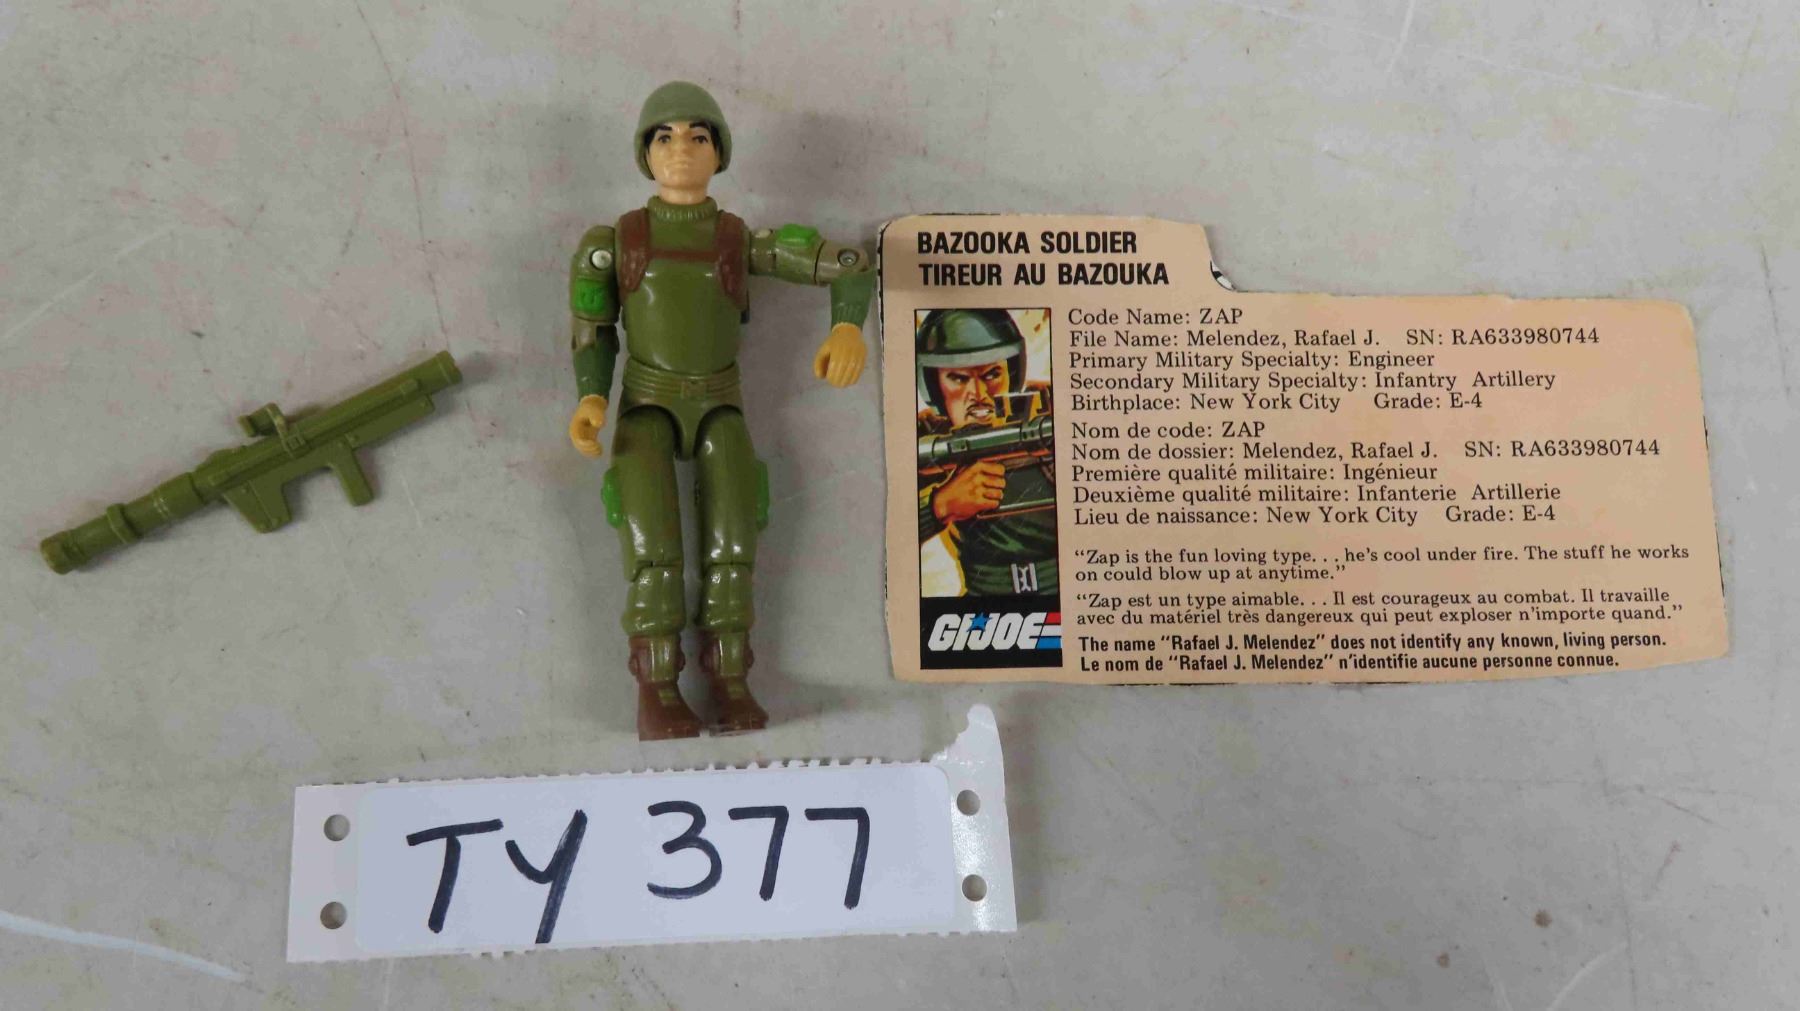 BAZOOKA SOLDIER
TIREUR AU BAZOUKA
Code Name: ZAP
File Name: Melendez, Rafael J. SN: RA633980744
Primary Military Specialty: Engineer
Secondary Military Specialty: Infantry Artillery
Birthplace: New York City Grade: E-4
Nom de code: ZAP
Nom de dossier: Melendez, Rafael J. SN: RA633980744
Première qualité militaire: Ingénieur
Deuxième qualité militaire: Infanterie Artillerie
Lieu de naissance: New York City Grade: E-4
“Zap is the fun loving type. . . he’s cool under fire. The stuff he works
on could blow up at anytime.”
“Zap est un type aimable. . . Il est courageux au combat. Il travaille
avec du matériel très dangereux qui peut exploser n’importe quand.”
The name “Rafael J. Melendez” does not identify any known, living person.
Le nom de “Rafael J. Melendez” n’identifie aucune personne connue.
GI JOE
TY 377